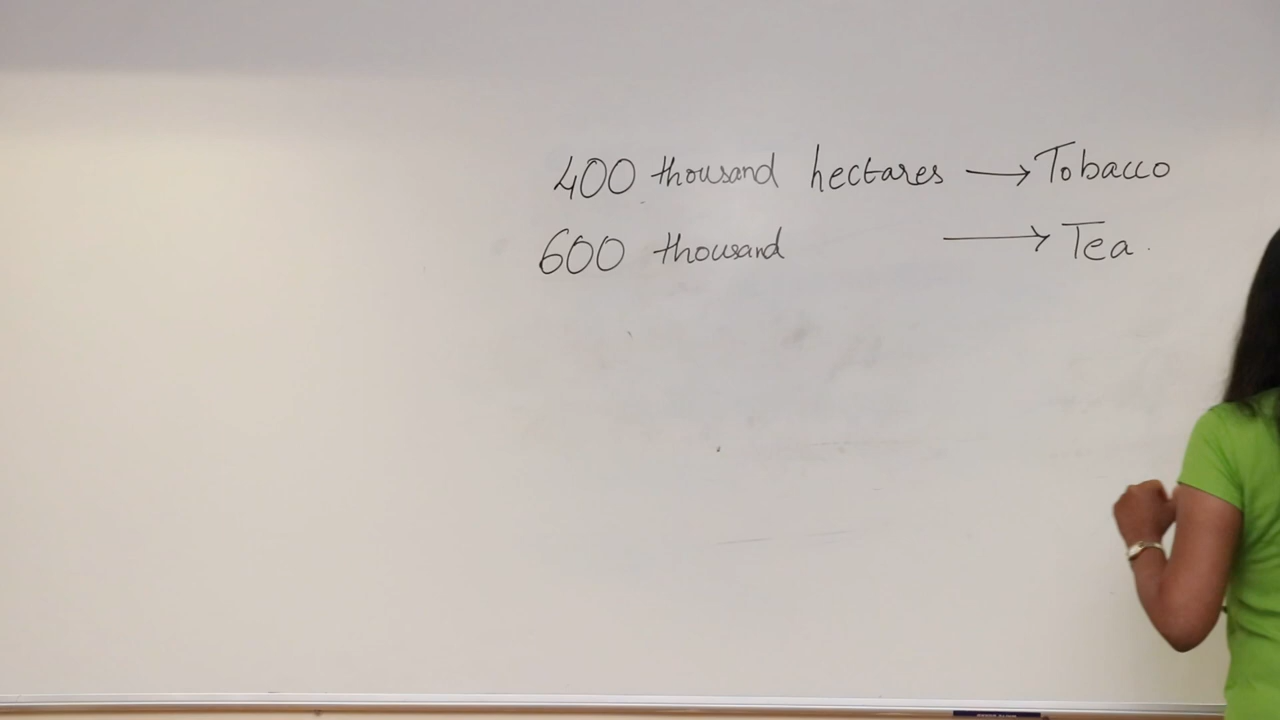 400 thousand hectares → Tobacco
600 thousand → Tea.